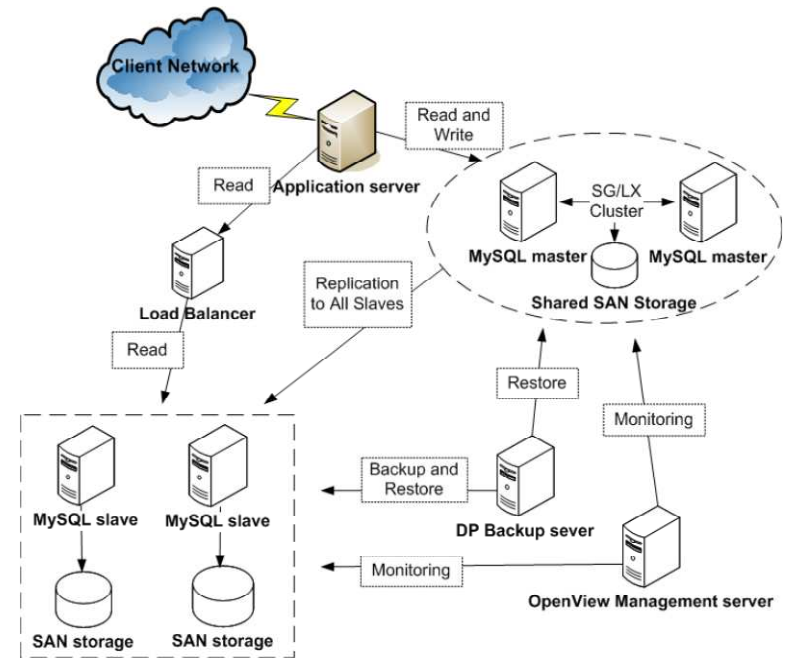 Client Network
Read and
Write
Read
Application server
SG/LX
Cluster
MySQL master
MySQL master
Load Balancer
Replication
to All Slaves
Shared SAN Storage
Read
Restore
Monitoring
Backup and
Restore
MySQL slave
MySQL slave
DP Backup sever
Monitoring
OpenView Management server
SAN storage
SAN storage